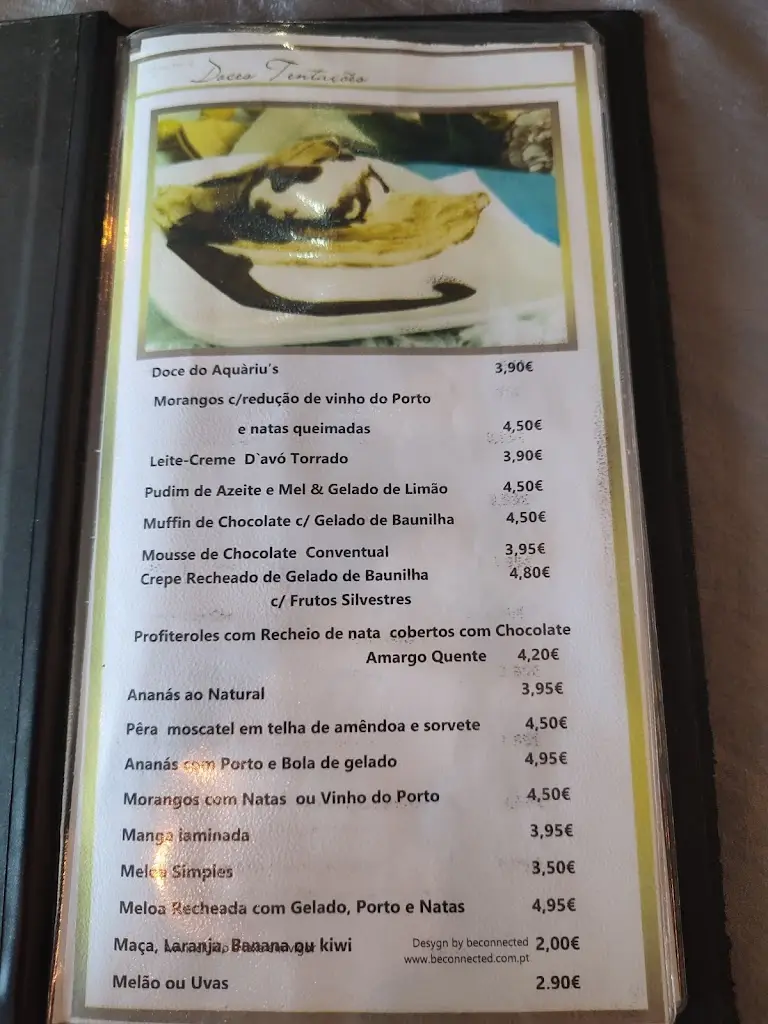 Doces Tentações
Doce do Aquàriu's 3,90€
Morangos c/redução de vinho do Porto
e natas queimadas 4,50€
Leite-Creme D`avó Torrado 3,90€
Pudim de Azeite e Mel & Gelado de Limão 4,50€
Muffin de Chocolate c/ Gelado de Baunilha 4,50€
Mousse de Chocolate Conventual 3,95€
Crepe Recheado de Gelado de Baunilha 4,80€
c/ Frutos Silvestres
Profiteroles com Recheio de nata cobertos com Chocolate
Amargo Quente 4,20€
Ananás ao Natural 3,95€
Pêra moscatel em telha de amêndoa e sorvete 4,50€
Ananás com Porto e Bola de gelado 4,95€
Morangos com Natas ou Vinho do Porto 4,50€
Manga laminada 3,95€
Meloa Simples 3,50€
Meloa Recheada com Gelado, Porto e Natas 4,95€
Maça, Laranja, Banana ou kiwi 2,00€
Desygn by beconnected
www.beconnected.com.pt
Melão ou Uvas 2.90€